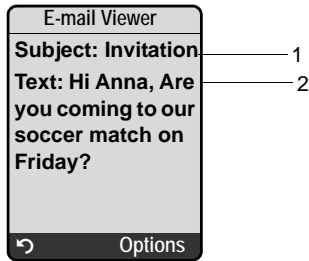 E-mail Viewer
Subject: Invitation
1
Text: Hi Anna, Are
2
you coming to our
soccer match on
Friday?
Options